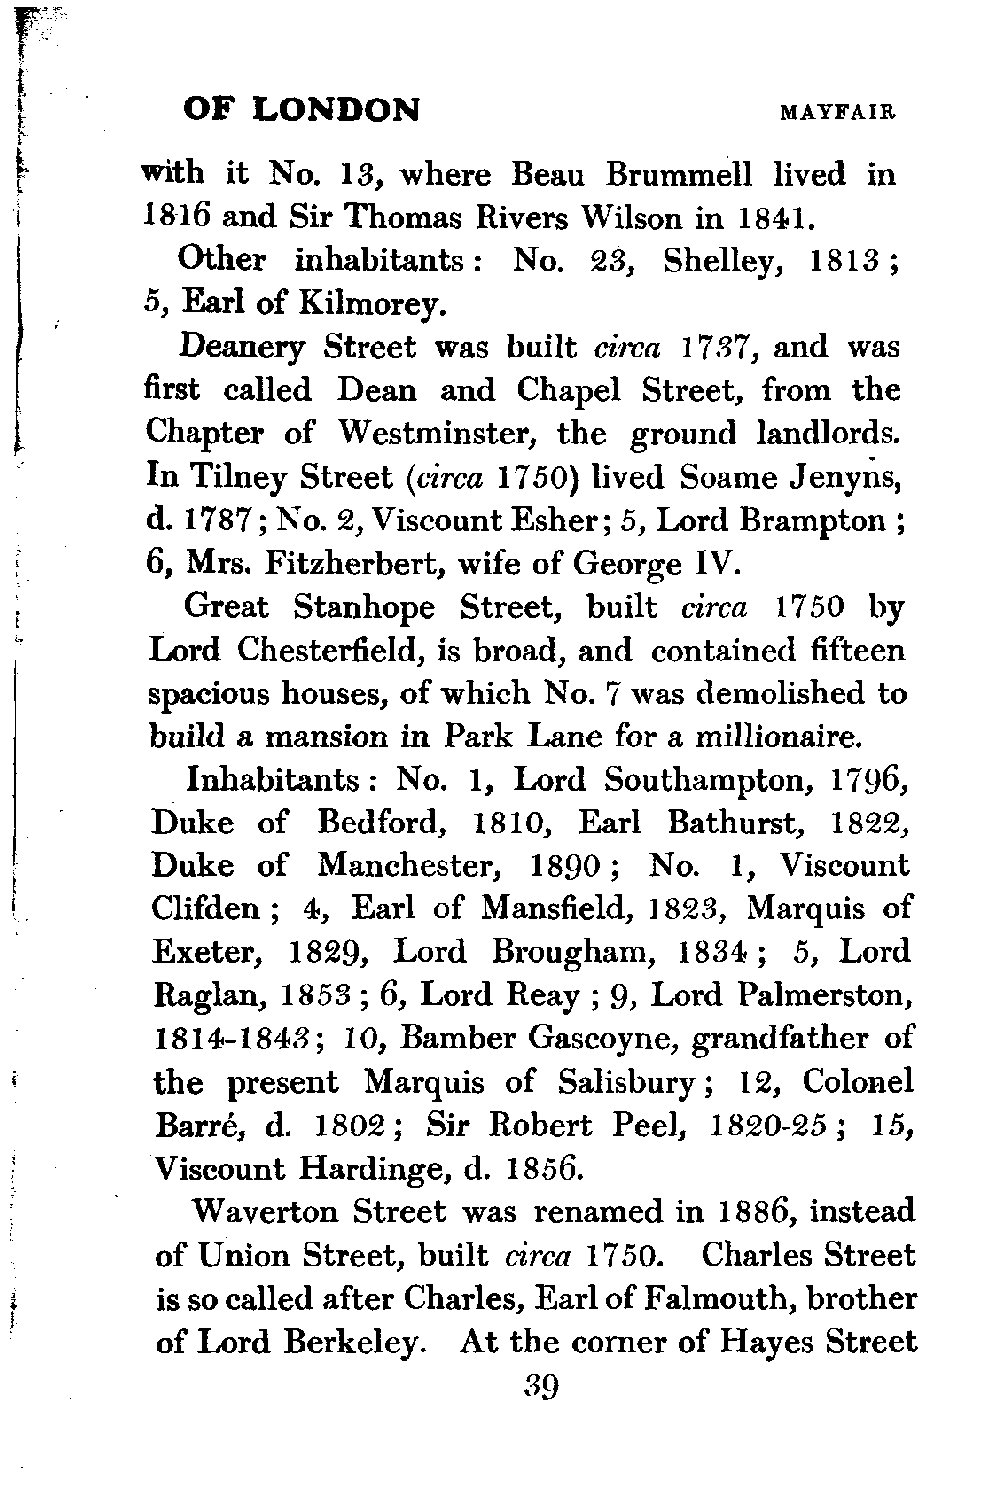 OF LONDON MAYFAIR
with it No. 13, where Beau Brummell lived in
1816 and Sir Thomas Rivers Wilson in 1841.
Other inhabitants : No. 23, Shelley, 1813 ;
5, Earl of Kilmorey.
Deanery Street was built circa 1737, and was
first called Dean and Chapel Street, from the
Chapter of Westminster, the ground landlords.
In Tilney Street (circa 1750) lived Soame Jenyns,
d. 1787 ; No. 2, Viscount Esher ; 5, Lord Brampton ;
6, Mrs. Fitzherbert, wife of George IV.
Great Stanhope Street, built circa 1750 by
Lord Chesterfield, is broad, and contained fifteen
spacious houses, of which No. 7 was demolished to
build a mansion in Park Lane for a millionaire.
Inhabitants : No. 1, Lord Southampton, 1796,
Duke of Bedford, 1810, Earl Bathurst, 1822,
Duke of Manchester, 1890 ; No. 1, Viscount
Clifden ; 4, Earl of Mansfield, 1823, Marquis of
Exeter, 1829, Lord Brougham, 1834 ; 5, Lord
Raglan, 1853 ; 6, Lord Reay ; 9, Lord Palmerston,
1814-1843 ; 10, Bamber Gascoyne, grandfather of
the present Marquis of Salisbury ; 12, Colonel
Barré, d. 1802 ; Sir Robert Peel, 1820-25 ; 15,
Viscount Hardinge, d. 1856.
Waverton Street was renamed in 1886, instead
of Union Street, built circa 1750. Charles Street
is so called after Charles, Earl of Falmouth, brother
of Lord Berkeley. At the corner of Hayes Street
39